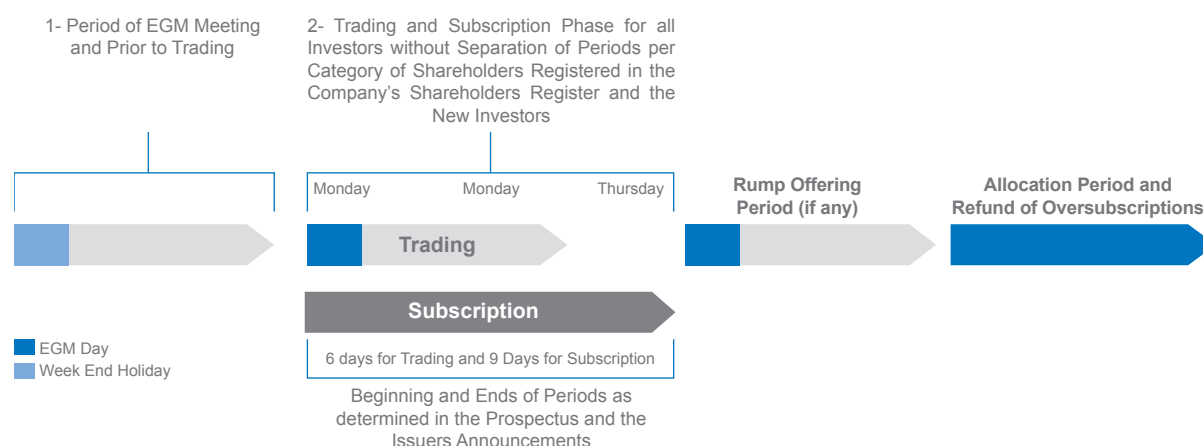 1- Period of EGM Meeting
and Prior to Trading
2- Trading and Subscription Phase for all
Investors without Separation of Periods per
Category of Shareholders Registered in the
Company's Shareholders Register and the
New Investors
Monday Monday Thursday
Rump Offering
Period (if any)
Allocation Period and
Refund of Oversubscriptions
Trading
Subscription
EGM Day
Week End Holiday
6 days for Trading and 9 Days for Subscription
Beginning and Ends of Periods as
determined in the Prospectus and the
Issuers Announcements